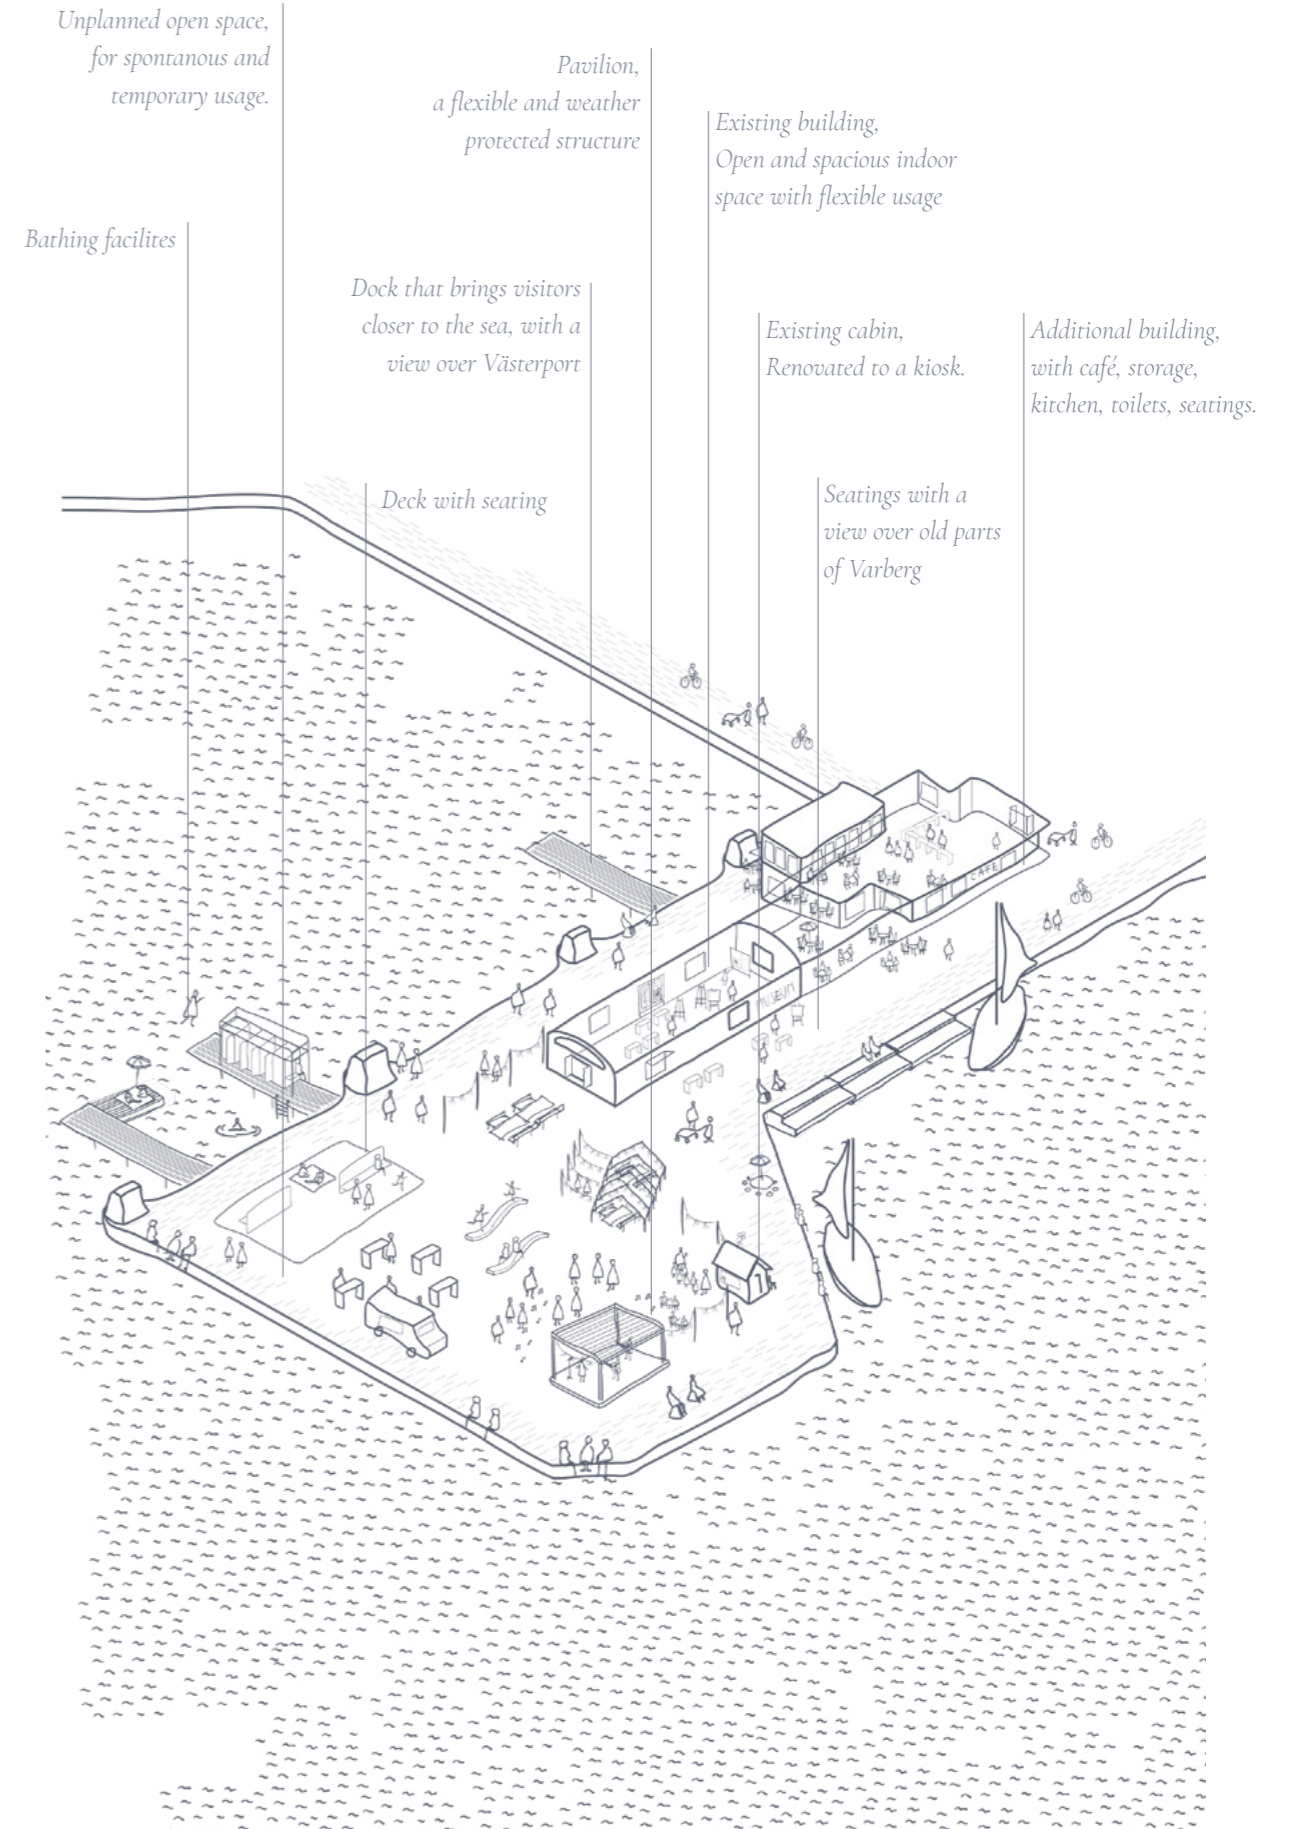 Unplanned open space,
for spontanous and
temporary usage.
Pavilion,
a flexible and weather
protected structure
Existing building,
Open and spacious indoor
space with flexible usage
Bathing facilites
Dock that brings visitors
closer to the sea, with a
view over Västerport
Existing cabin,
Renovated to a kiosk.
Additional building,
with café, storage,
kitchen, toilets, seatings.
Deck with seating
Seatings with a
view over old parts
of Varberg
CAFÉ
MUSEUM